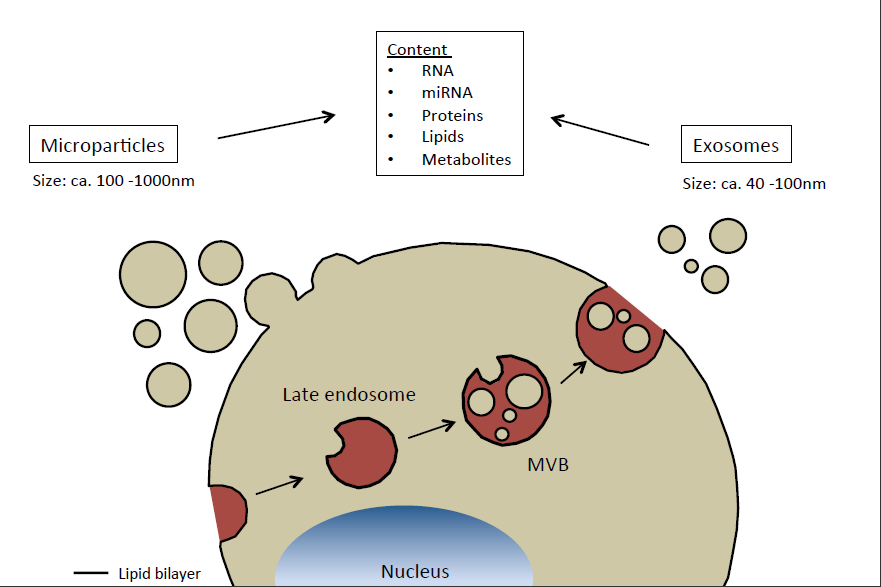 Content
• RNA
• miRNA
• Proteins
• Lipids
• Metabolites
Microparticles
Size: ca. 100 -1000nm
Exosomes
Size: ca. 40 -100nm
Late endosome
MVB
Nucleus
Lipid bilayer